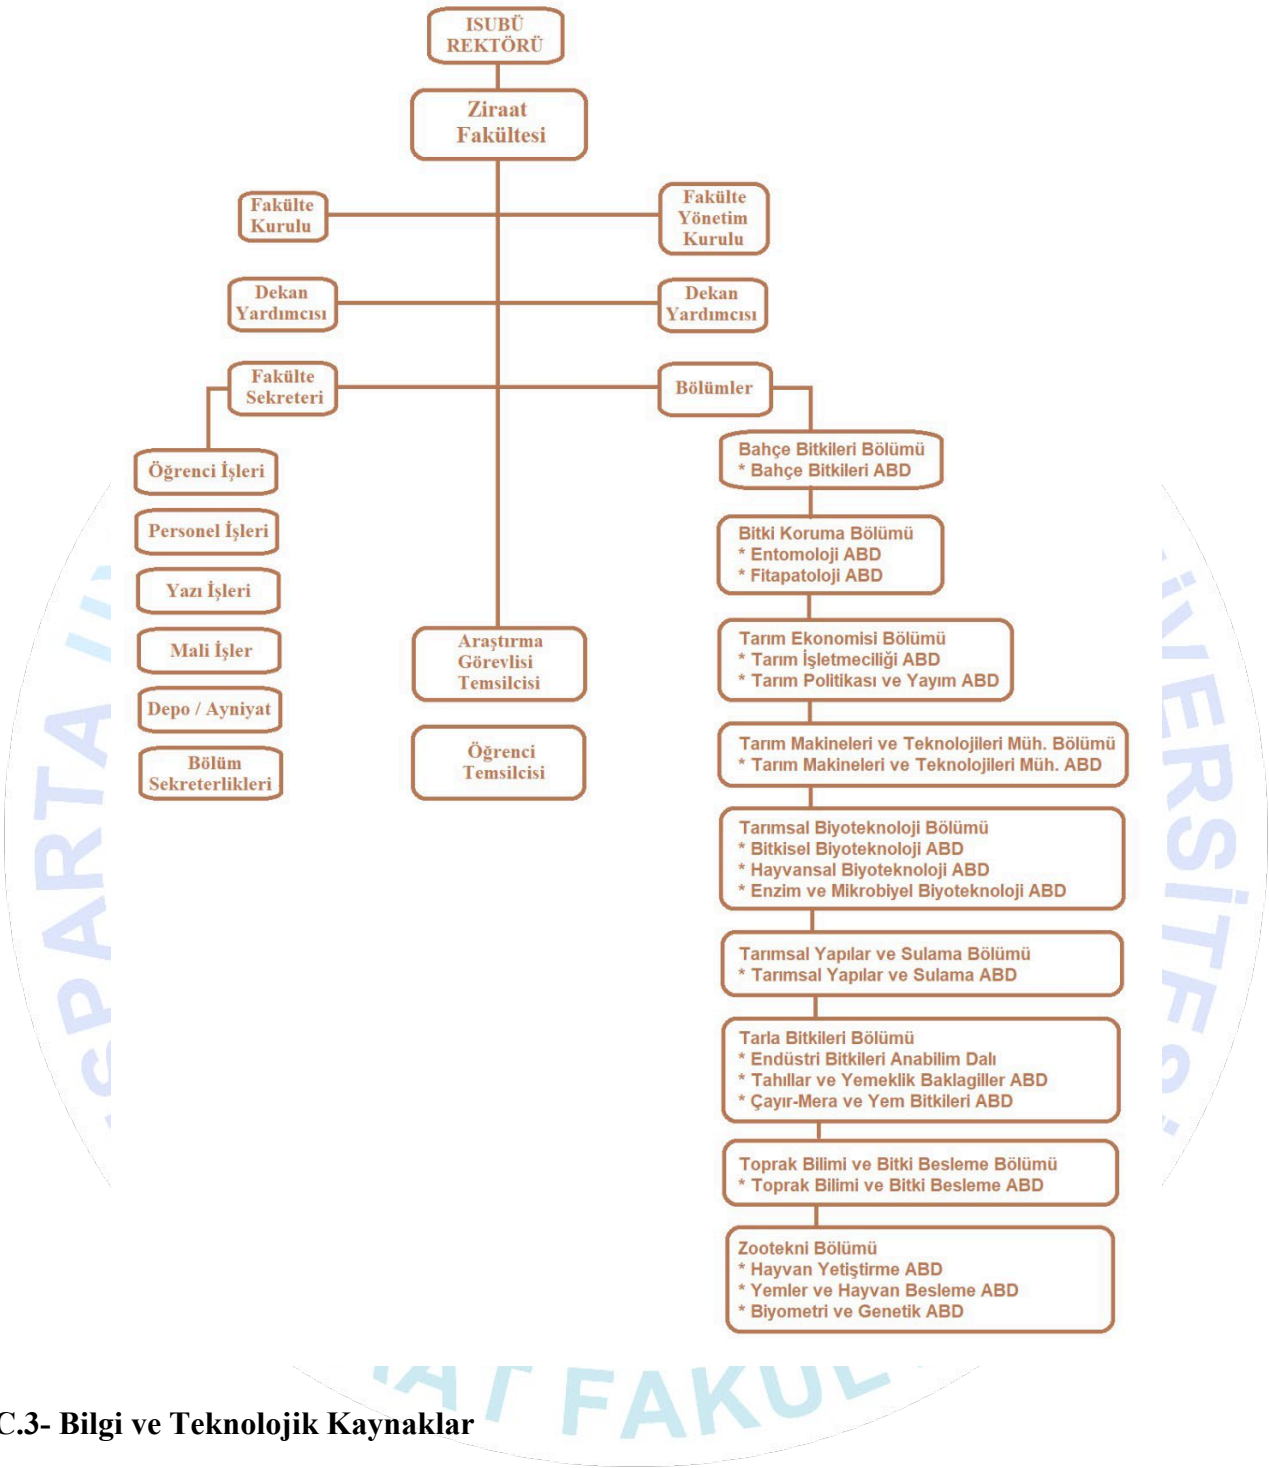 ISUBÜ
REKTÖRÜ
Ziraat
Fakültesi
Fakülte
Kurulu
Fakülte
Yönetim
Kurulu
Dekan
Yardımcısı
Dekan
Yardımcısı
Fakülte
Sekreteri
Bölümler
Öğrenci İşleri
Personel İşleri
Yazı İşleri
Mali İşler
Depo / Ayniyat
Bölüm
Sekreterlikleri
Araştırma
Görevlisi
Temsilcisi
Öğrenci
Temsilcisi
Bahçe Bitkileri Bölümü
* Bahçe Bitkileri ABD
Bitki Koruma Bölümü
* Entomoloji ABD
* Fitapatoloji ABD
Tarım Ekonomisi Bölümü
* Tarım İşletmeciliği ABD
* Tarım Politikası ve Yayım ABD
Tarım Makineleri ve Teknolojileri Müh. Bölümü
* Tarım Makineleri ve Teknolojileri Müh. ABD
Tarımsal Biyoteknoloji Bölümü
* Bitkisel Biyoteknoloji ABD
* Hayvansal Biyoteknoloji ABD
* Enzim ve Mikrobiyel Biyoteknoloji ABD
Tarımsal Yapılar ve Sulama Bölümü
* Tarımsal Yapılar ve Sulama ABD
Tarla Bitkileri Bölümü
* Endüstri Bitkileri Anabilim Dalı
* Tahıllar ve Yemeklik Baklagiller ABD
* Çayır-Mera ve Yem Bitkileri ABD
Toprak Bilimi ve Bitki Besleme Bölümü
* Toprak Bilimi ve Bitki Besleme ABD
Zootekni Bölümü
* Hayvan Yetiştirme ABD
* Yemler ve Hayvan Besleme ABD
* Biyometri ve Genetik ABD
C.3- Bilgi ve Teknolojik Kaynaklar